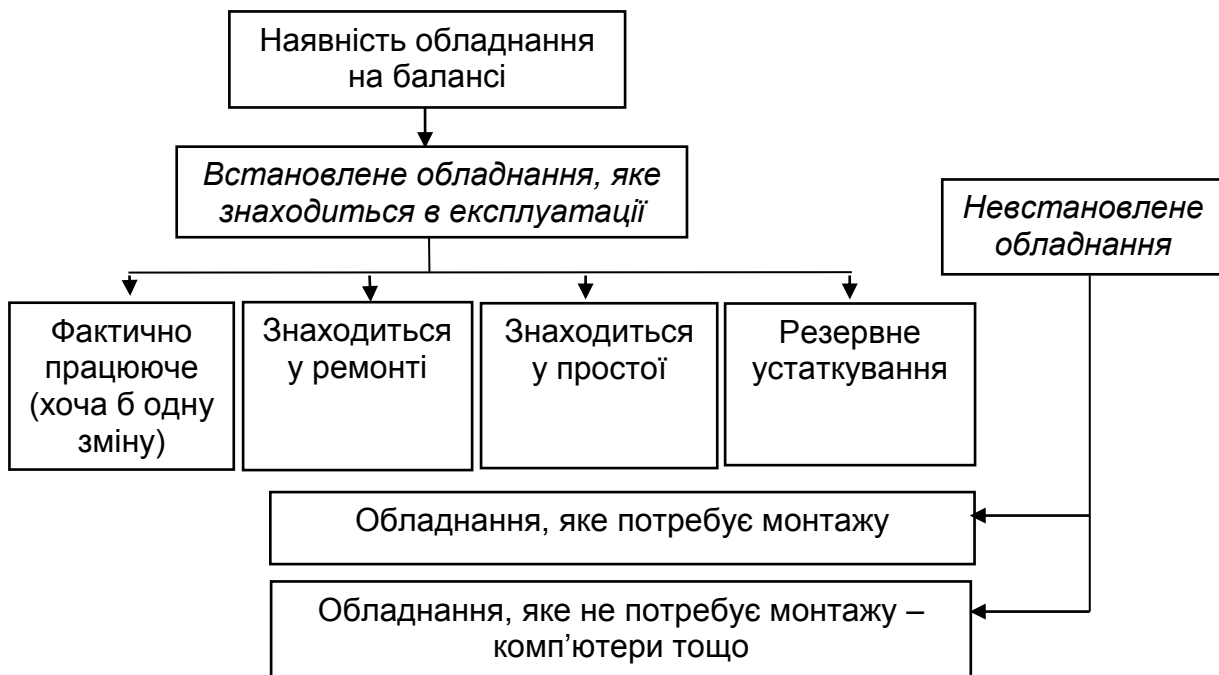 Наявність обладнання
на балансі
Встановлене обладнання, яке
знаходиться в експлуатації
Невстановлене
обладнання
Фактично
працююче
(хоча б одну
зміну)
Знаходиться
у ремонті
Знаходиться
у простої
Резервне
устаткування
Обладнання, яке потребує монтажу
Обладнання, яке не потребує монтажу –
комп’ютери тощо